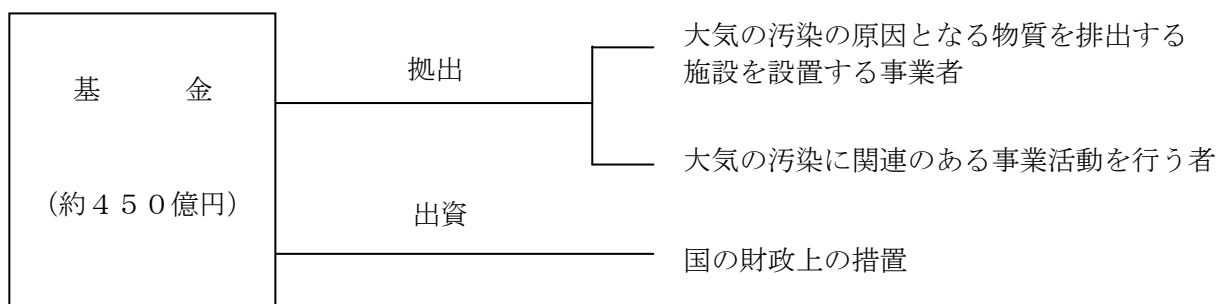 基　　金
（約４５０億円）
拠出
大気の汚染の原因となる物質を排出する
施設を設置する事業者
大気の汚染に関連のある事業活動を行う者
出資
国の財政上の措置